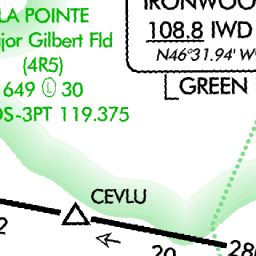 LA POINTE
jor Gilbert Fld
(4R5)
649 Ⓛ 30
OS-3PT 119.375
IRONWOO
108.8 IWD
N46°31.94' W
GREEN
CEVLU
2
20
286